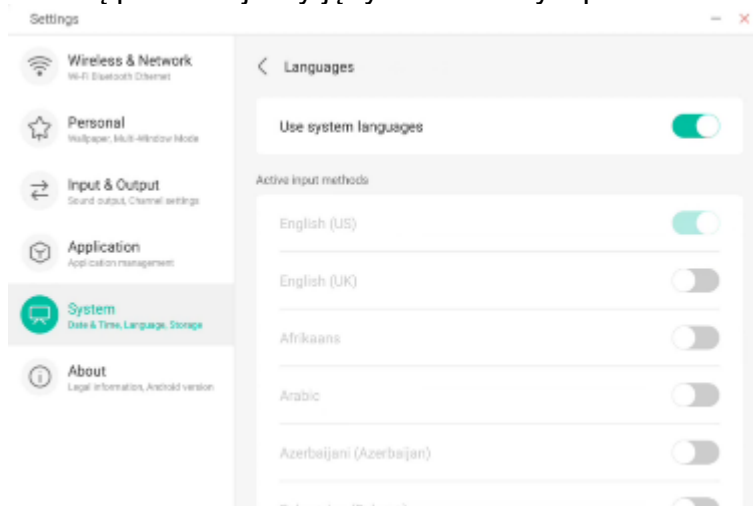 Settings
Wireless & Network
Wi-Fi Bluetooth Ethernet
Personal
Wallpaper, Multi-Window Mode
Input & Output
Sound output, Channel settings
Application
Application management
System
Date & Time, Language, Storage
About
Legal information, Android version
Languages
Use system languages
Active input methods
English (US)
English (UK)
Afrikaans
Arabic
Azerbaijani (Azerbaijan)